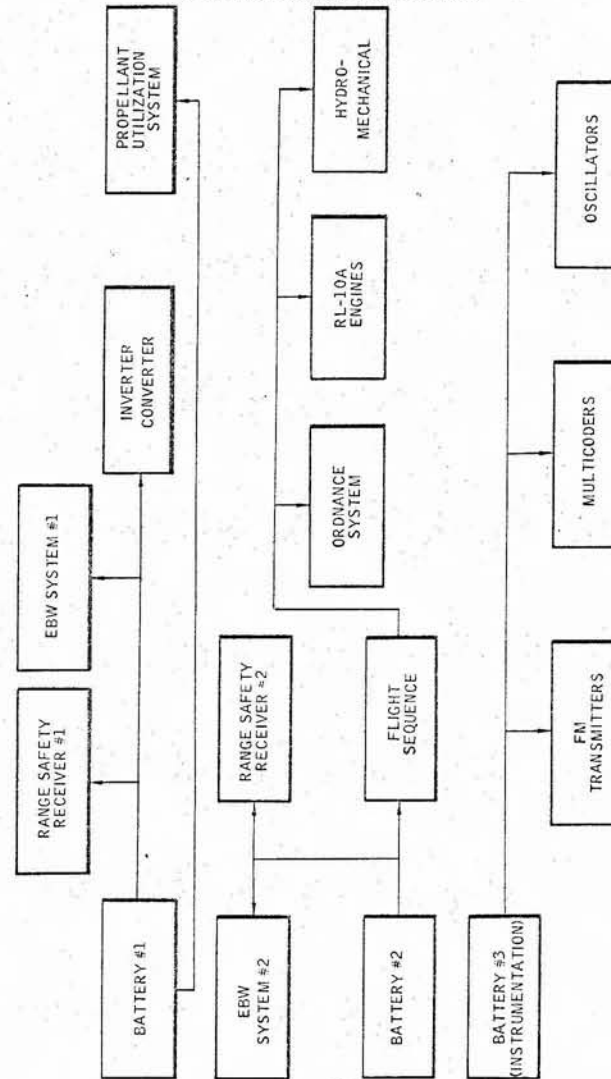 RANGE SAFETY
RECEIVER #1
EBW SYSTEM #1
BATTERY #1
INVERTER
CONVERTER
PROPELLANT
UTILIZATION
SYSTEM
EBW
SYSTEM #2
RANGE SAFETY
RECEIVER #2
BATTERY #2
FLIGHT
SEQUENCE
ORDNANCE
SYSTEM
RL-10A
ENGINES
HYDRO-
MECHANICAL
BATTERY #3
(INSTRUMENTATION)
FM
TRANSMITTERS
MULTICODERS
OSCILLATORS